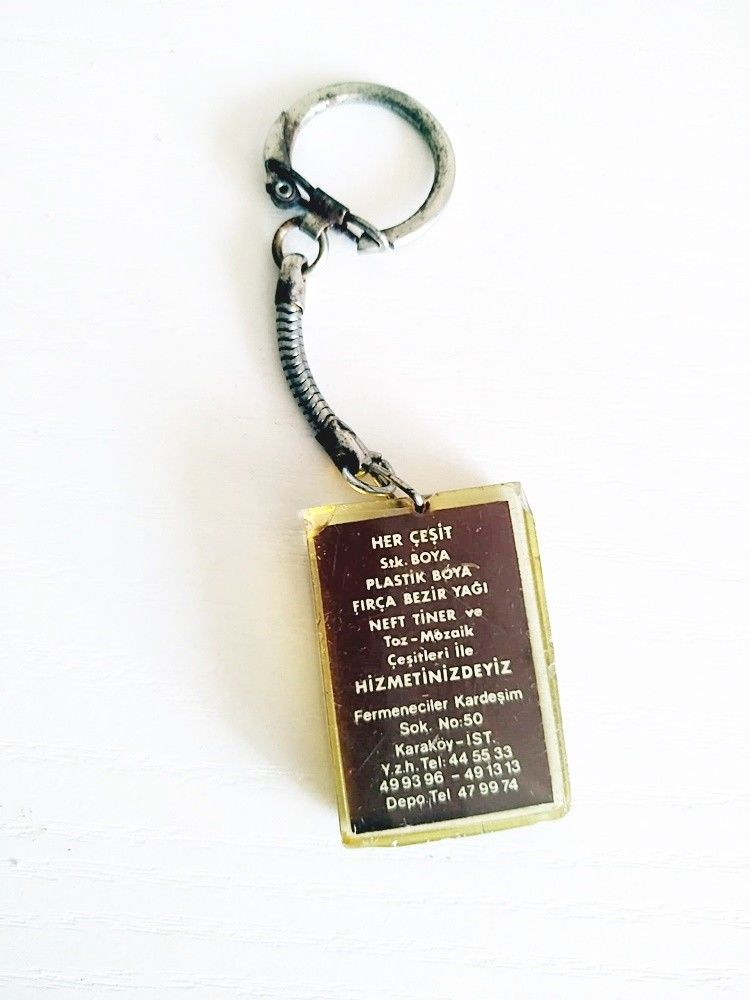 HER ÇEŞİT
Stk. BOYA
PLASTİK BOYA
FIRÇA BEZİR YAĞI
NEFT TİNER ve
Toz-Mozaik
Çeşitleri İle
HİZMETİNİZDEYİZ
Fermeneciler Kardeşim
Sok. No:50
Karaköy-İST.
Y.z.h. Tel: 44 55 33
49 93 96 - 49 13 13
Depo.Tel 47 99 74